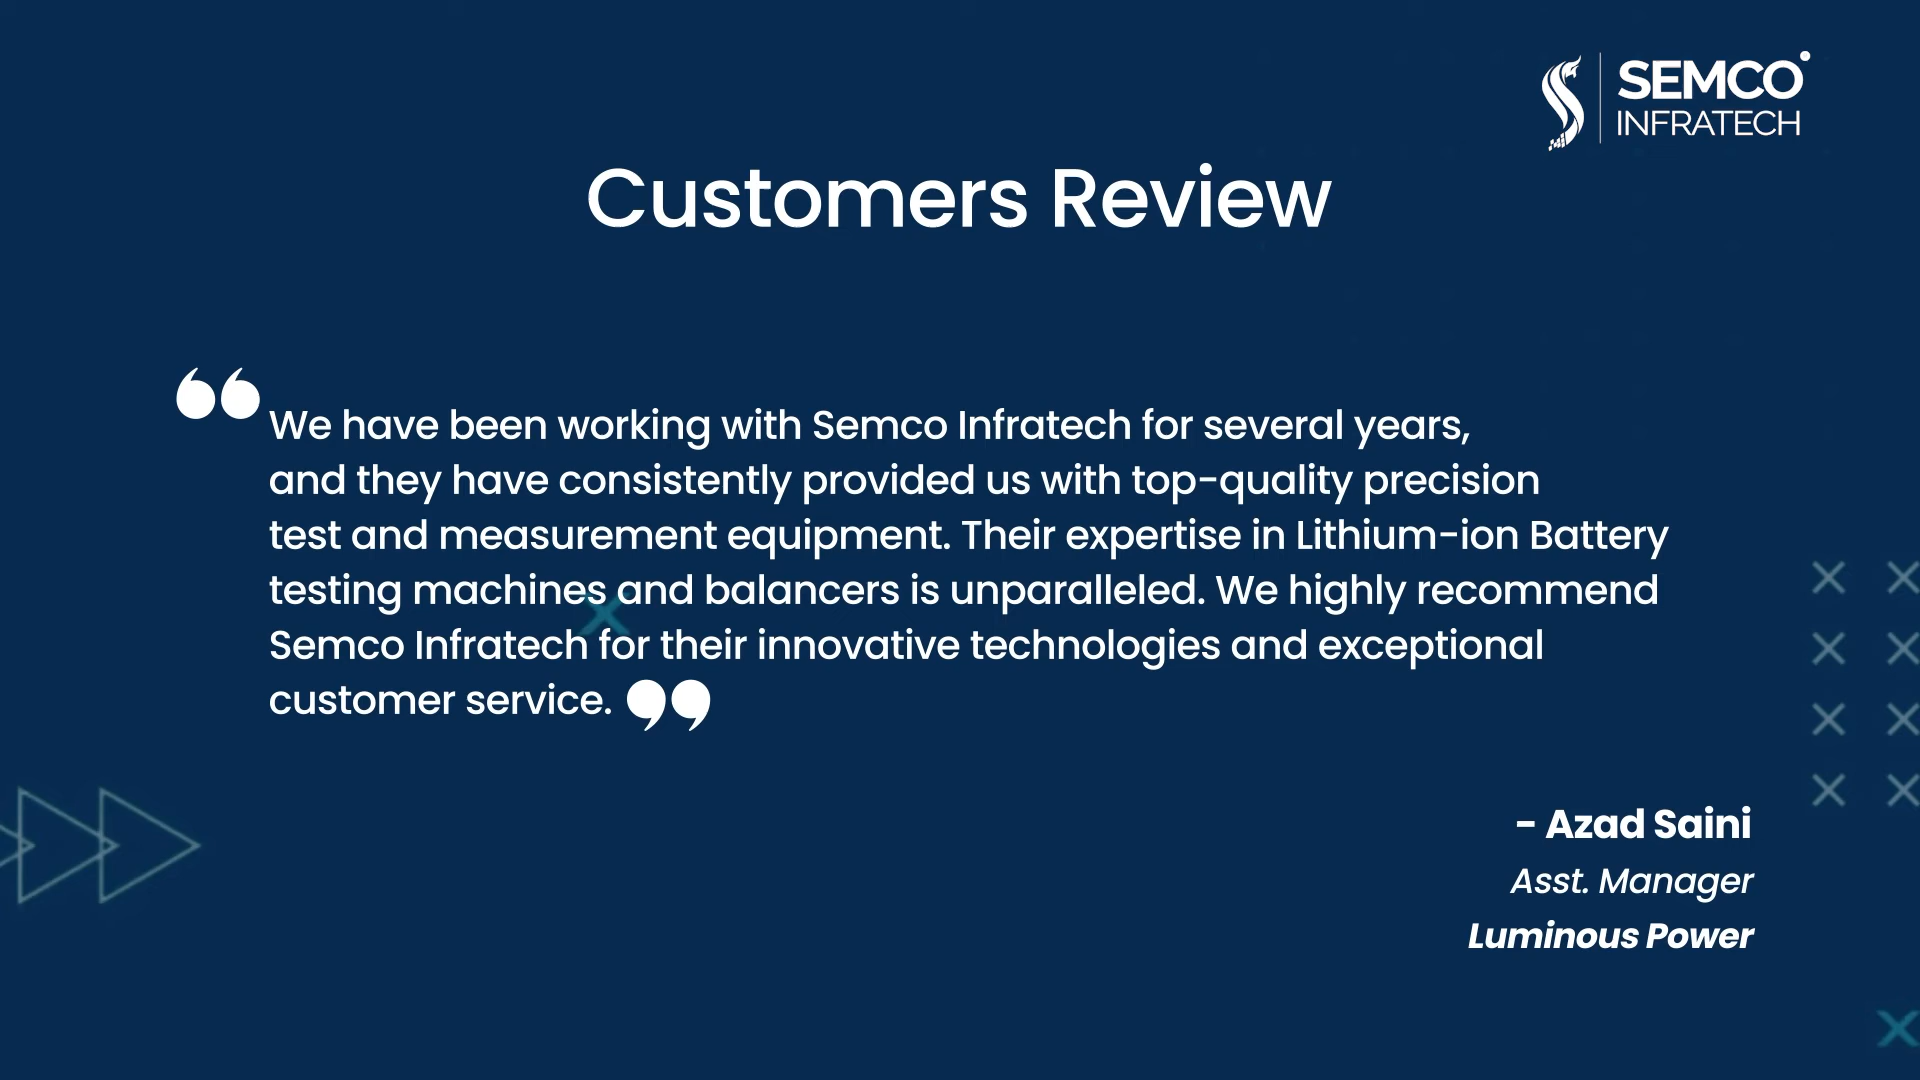 SEMCO
INFRATECH
Customers Review
“ We have been working with Semco Infratech for several years,
and they have consistently provided us with top-quality precision
test and measurement equipment. Their expertise in Lithium-ion Battery
testing machines and balancers is unparalleled. We highly recommend
Semco Infratech for their innovative technologies and exceptional
customer service. ”
- Azad Saini
Asst. Manager
Luminous Power